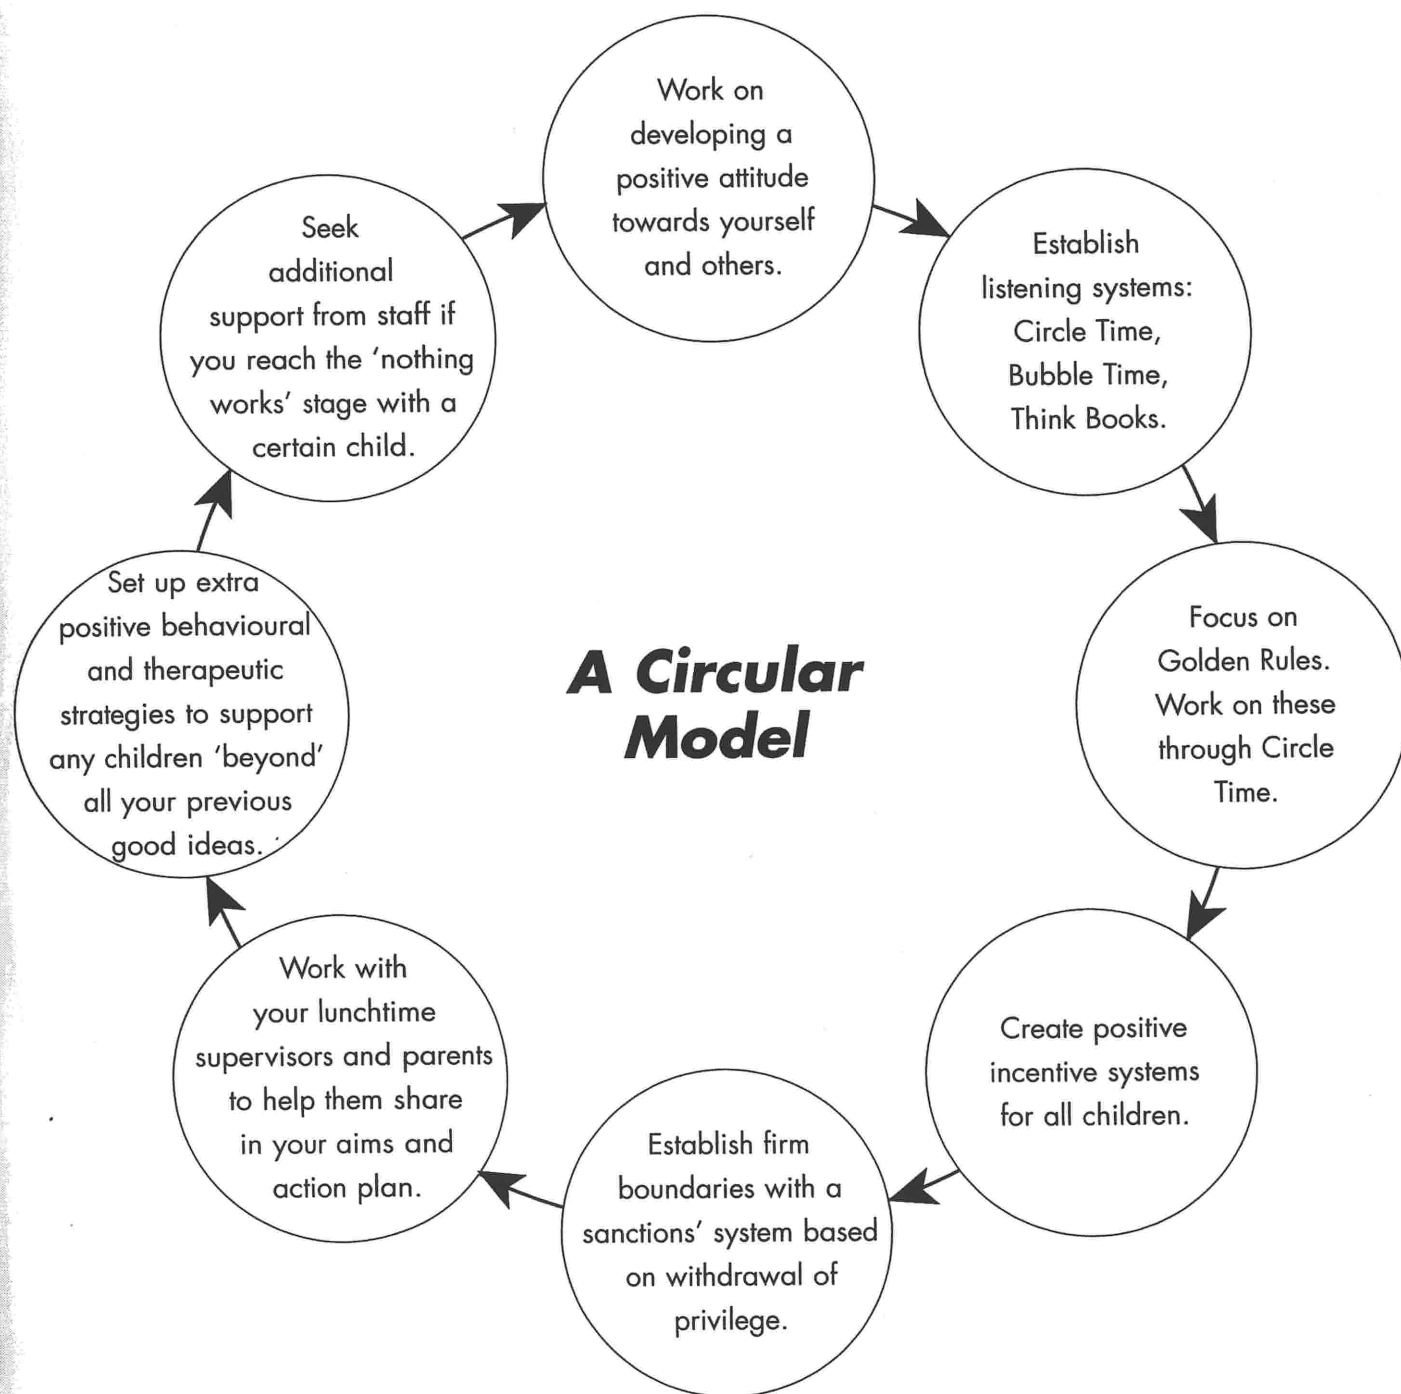 Work on
developing a
positive attitude
towards yourself
and others.
Establish
listening systems:
Circle Time,
Bubble Time,
Think Books.
Focus on
Golden Rules.
Work on these
through Circle
Time.
Create positive
incentive systems
for all children.
Establish firm
boundaries with a
sanctions' system based
on withdrawal of
privilege.
Work with
your lunchtime
supervisors and parents
to help them share
in your aims and
action plan.
Set up extra
positive behavioural
and therapeutic
strategies to support
any children 'beyond'
all your previous
good ideas.
Seek
additional
support from staff if
you reach the 'nothing
works' stage with a
certain child.
A Circular
Model